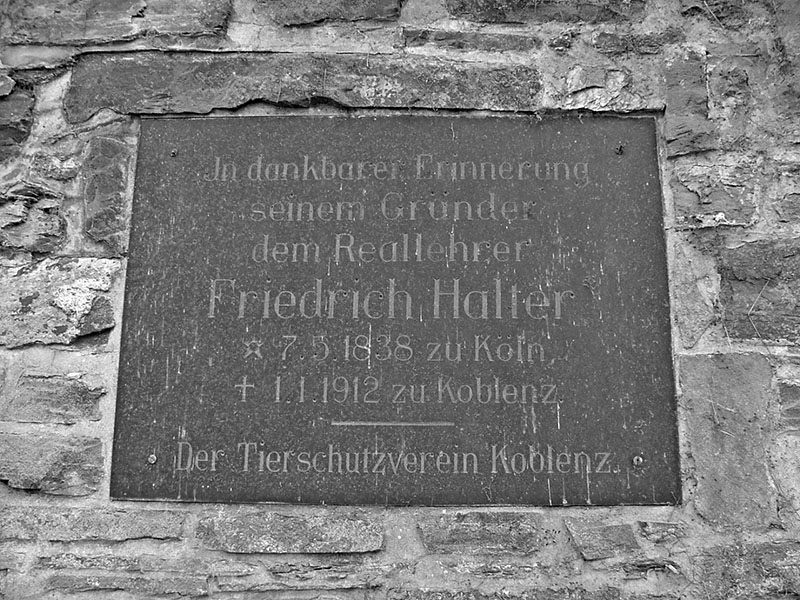 In dankbarer Erinnerung
seinem Gründer
dem Reallehrer
Friedrich Halter
* 7.5.1838 zu Köln,
† 1.1.1912 zu Koblenz.
Der Tierschutzverein Koblenz.